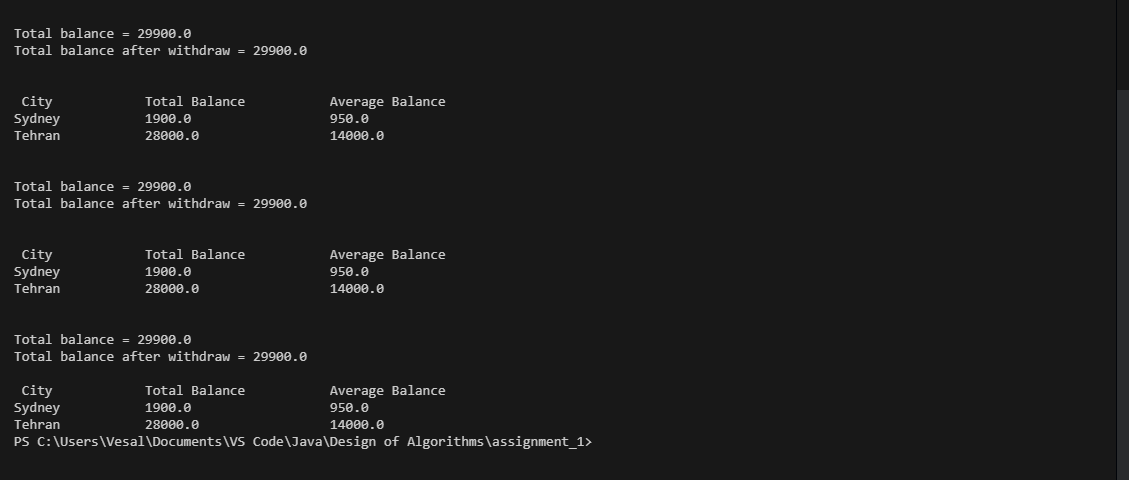 Total balance = 29900.0
Total balance after withdraw = 29900.0
City Total Balance Average Balance
Sydney 1900.0 950.0
Tehran 28000.0 14000.0
Total balance = 29900.0
Total balance after withdraw = 29900.0
City Total Balance Average Balance
Sydney 1900.0 950.0
Tehran 28000.0 14000.0
Total balance = 29900.0
Total balance after withdraw = 29900.0
City Total Balance Average Balance
Sydney 1900.0 950.0
Tehran 28000.0 14000.0
PS C:\Users\Vesal\Documents\VS Code\Java\Design of Algorithms\assignment_1>